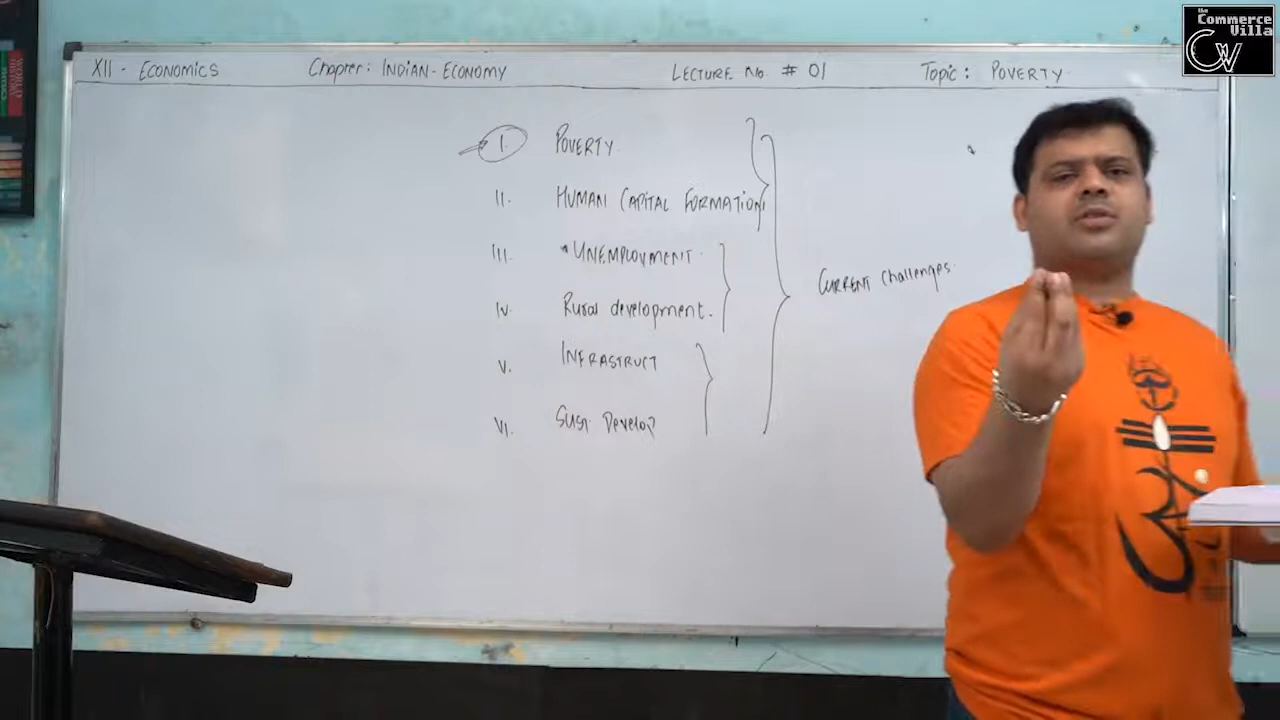 the
Commerce
Villa
CV
XII - ECONOMICS Chapter: INDIAN-ECONOMY LECTURE No. # 01 Topic: POVERTY
I. POVERTY
II. HUMAN CAPITAL FORMATION
III. UNEMPLOYMENT
IV. Rural development.
V. INFRASTRUCT
VI. Sust. Develop
CURRENT Challenges.